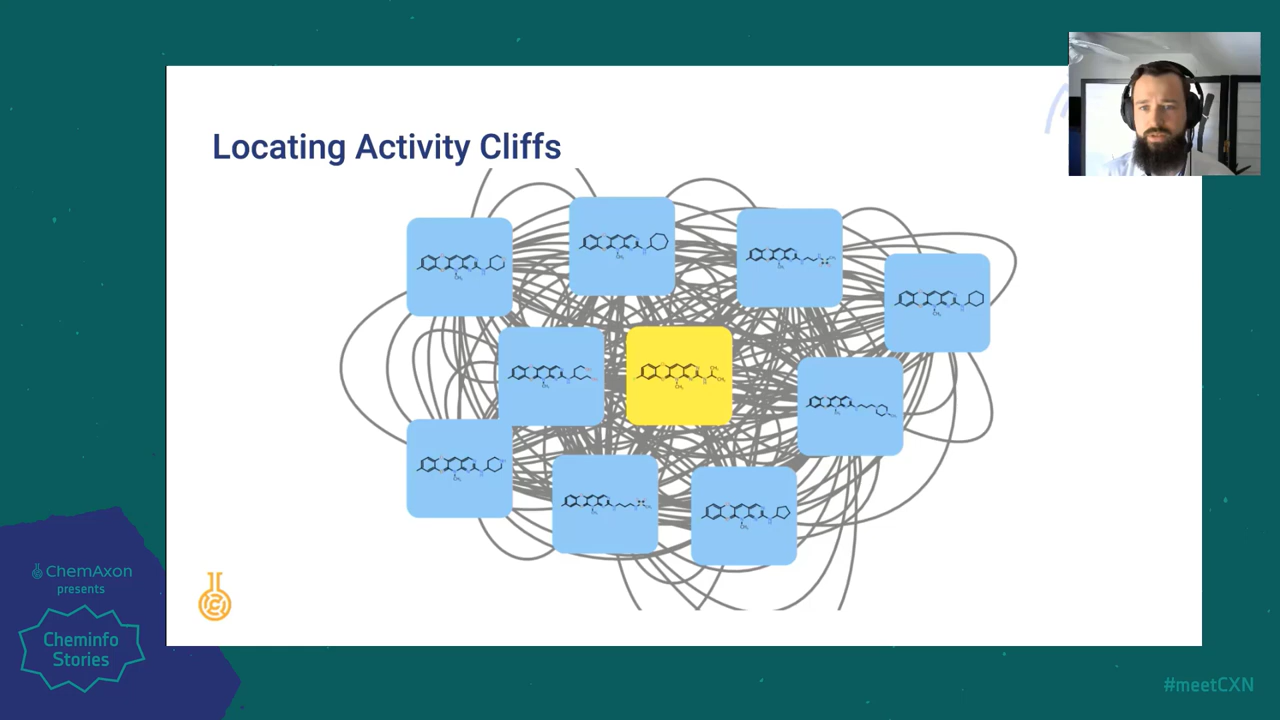 Locating Activity Cliffs
ChemAxon
presents
Cheminfo
Stories
#meetCXN